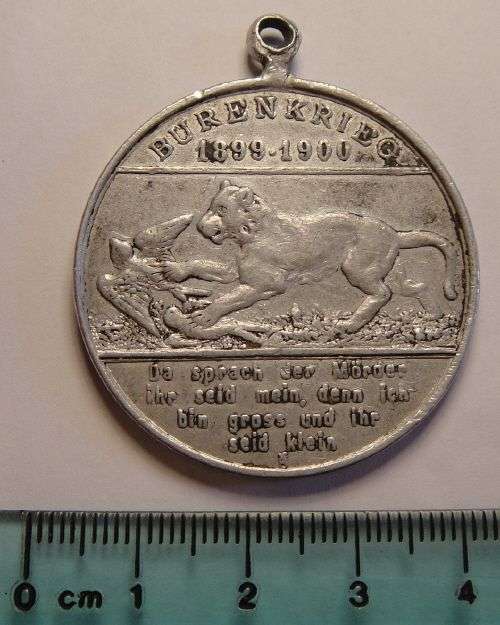 BURENKRIEG
1899-1900
Da sprach der Mörder
ihr seid mein, denn ich
bin gross und ihr
seid klein
0 cm 1 2 3 4